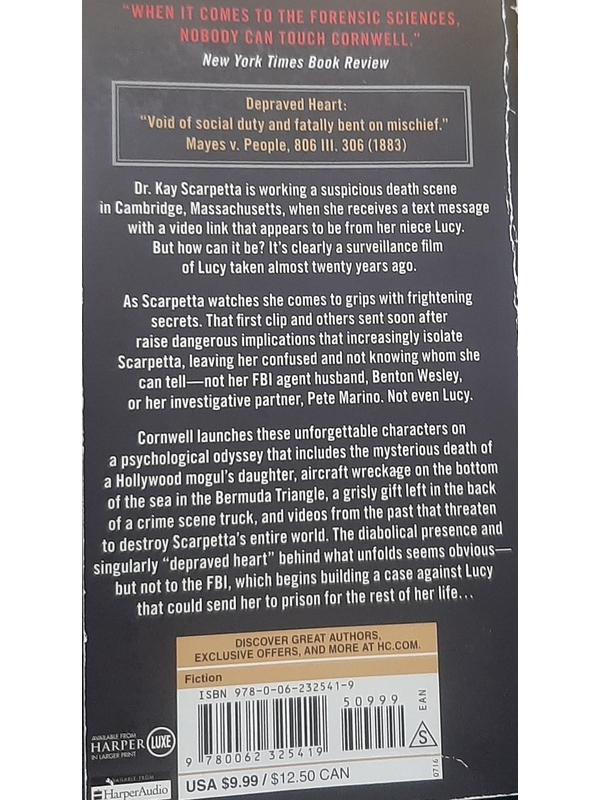 "WHEN IT COMES TO THE FORENSIC SCIENCES,
NOBODY CAN TOUCH CORNWELL."
New York Times Book Review
Depraved Heart:
"Void of social duty and fatally bent on mischief."
Mayes v. People, 806 III. 306 (1883)
Dr. Kay Scarpetta is working a suspicious death scene
in Cambridge, Massachusetts, when she receives a text message
with a video link that appears to be from her niece Lucy.
But how can it be? It's clearly a surveillance film
of Lucy taken almost twenty years ago.
As Scarpetta watches she comes to grips with frightening
secrets. That first clip and others sent soon after
raise dangerous implications that increasingly isolate
Scarpetta, leaving her confused and not knowing whom she
can tell—not her FBI agent husband, Benton Wesley,
or her investigative partner, Pete Marino. Not even Lucy.
Cornwell launches these unforgettable characters on
a psychological odyssey that includes the mysterious death of
a Hollywood mogul's daughter, aircraft wreckage on the bottom
of the sea in the Bermuda Triangle, a grisly gift left in the back
of a crime scene truck, and videos from the past that threaten
to destroy Scarpetta's entire world. The diabolical presence and
singularly "depraved heart" behind what unfolds seems obvious—
but not to the FBI, which begins building a case against Lucy
that could send her to prison for the rest of her life...
DISCOVER GREAT AUTHORS,
EXCLUSIVE OFFERS, AND MORE AT HC.COM.
Fiction
ISBN 978-0-06-232541-9
50999
EAN
9 780062 325419
S
0716
USA $9.99 / $12.50 CAN
AVAILABLE FROM
HARPER LUXE
IN LARGER PRINT
AVAILABLE FROM
HarperAudio